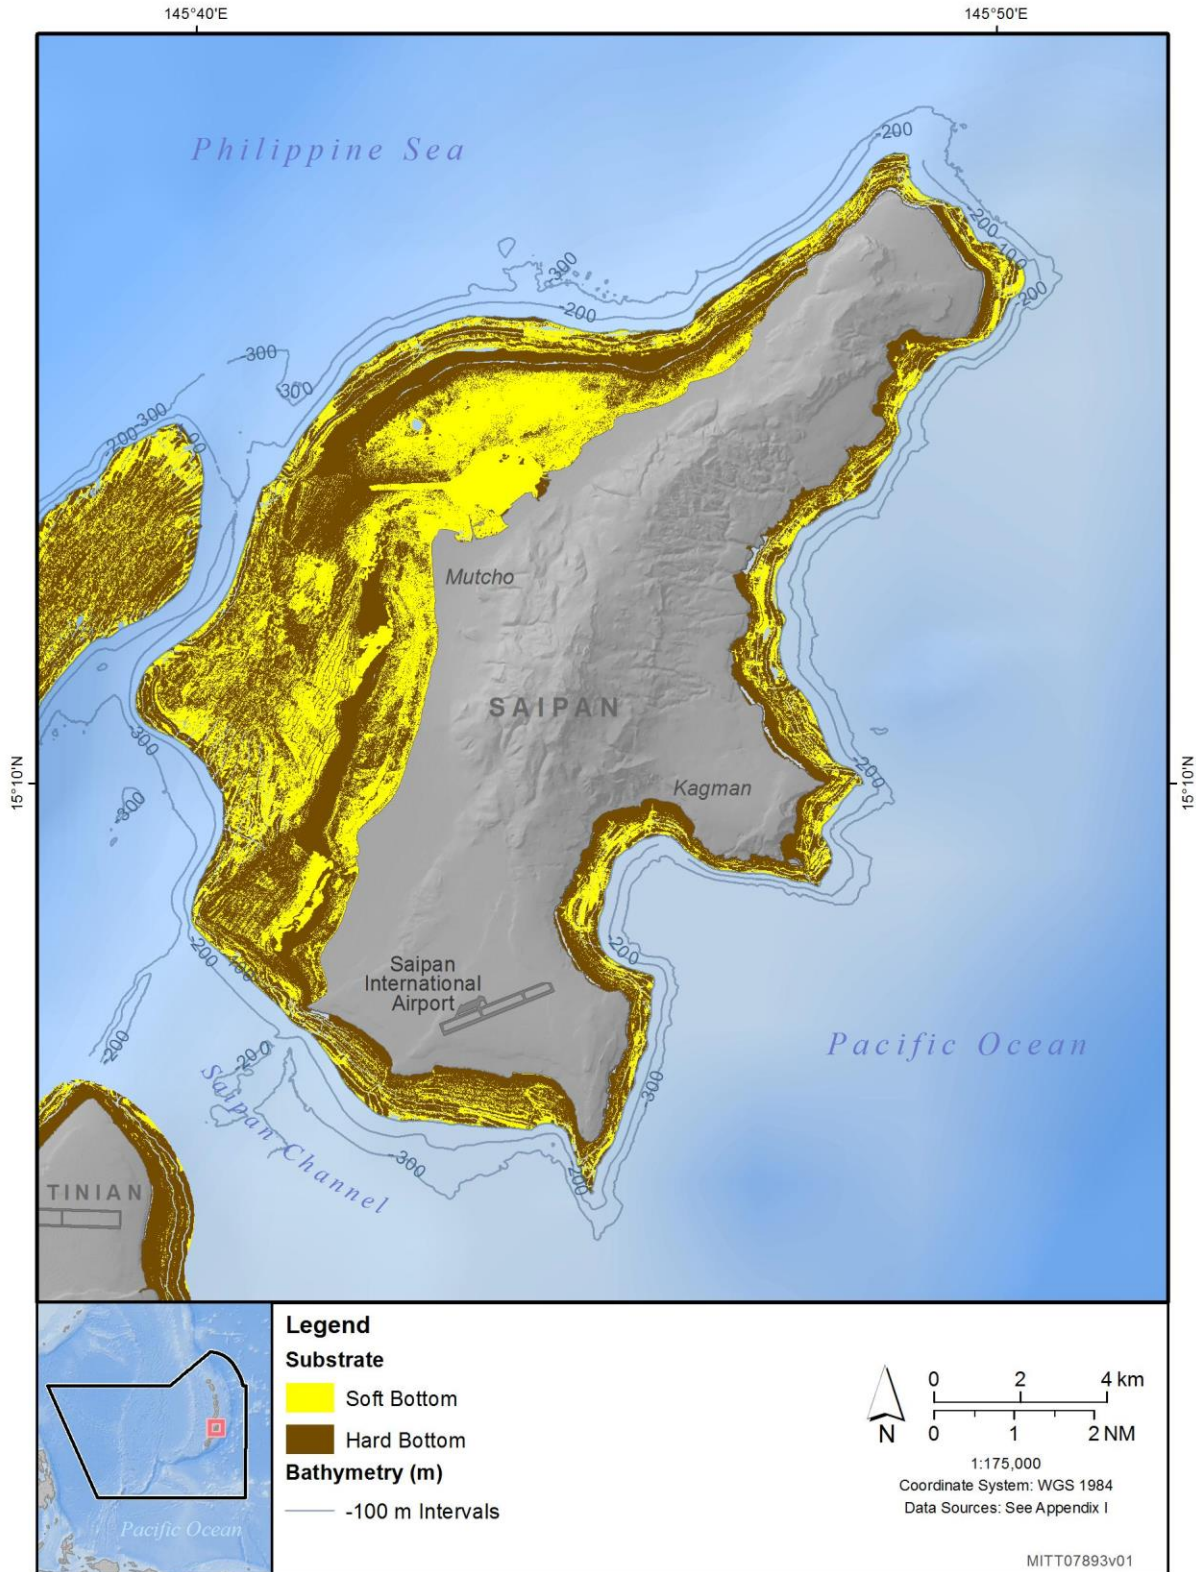 145°40'E
145°50'E
Philippine Sea
-200
-200
-100
-200
-300
-200
-300
300
-300
-200
Mutcho
SAIPAN
15°10'N
15°10'N
-300
-200
Kagman
-300
-200
-200
Saipan
International
Airport
Pacific Ocean
-200
-200
-300
Saipan Channel
-300
-200
TINIAN
Legend
Substrate
Soft Bottom
Hard Bottom
Bathymetry (m)
-100 m Intervals
Pacific Ocean
0 2 4 km
N
0 1 2 NM
1:175,000
Coordinate System: WGS 1984
Data Sources: See Appendix I
MITT07893v01